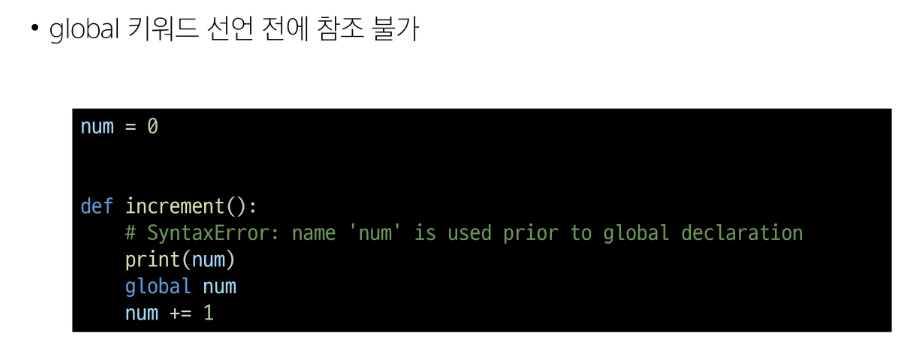 • global 키워드 선언 전에 참조 불가
num = 0
def increment():
    # SyntaxError: name 'num' is used prior to global declaration
    print(num)
    global num
    num += 1